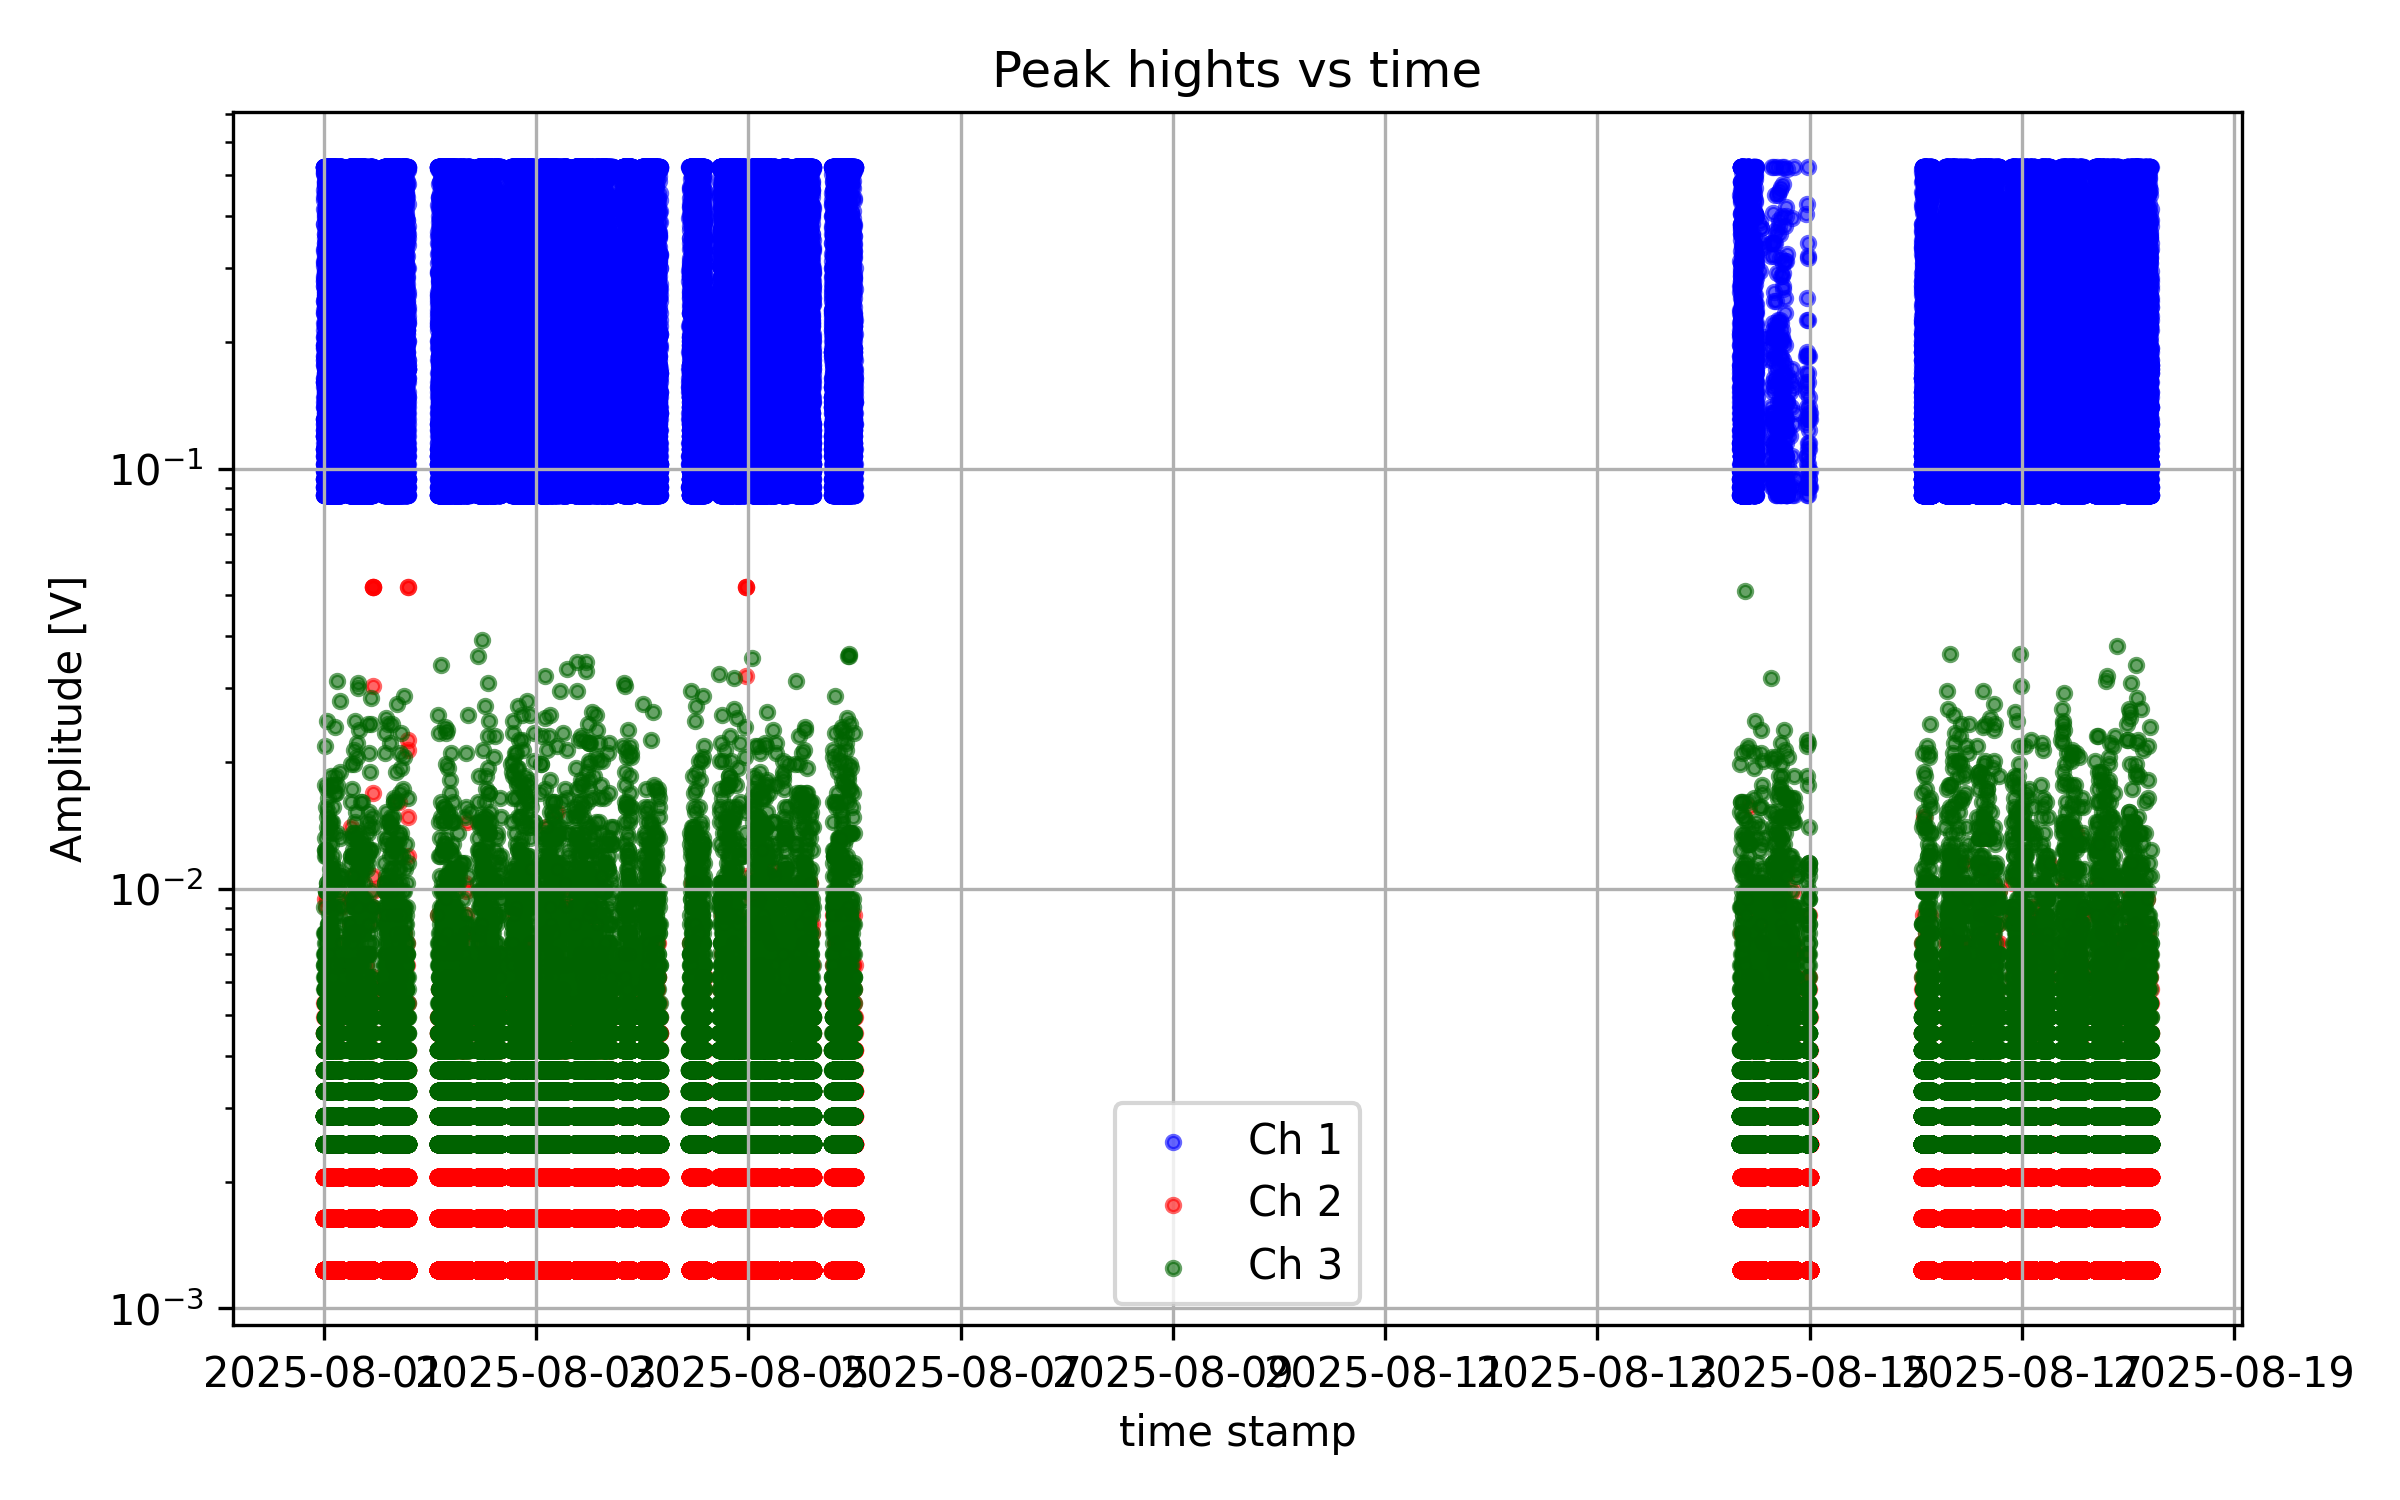 Peak hights vs time
Amplitude [V]
10⁻¹
10⁻²
10⁻³
Ch 1
Ch 2
Ch 3
2025-08-01
2025-08-03
2025-08-05
2025-08-07
2025-08-09
2025-08-11
2025-08-13
2025-08-15
2025-08-17
2025-08-19
time stamp